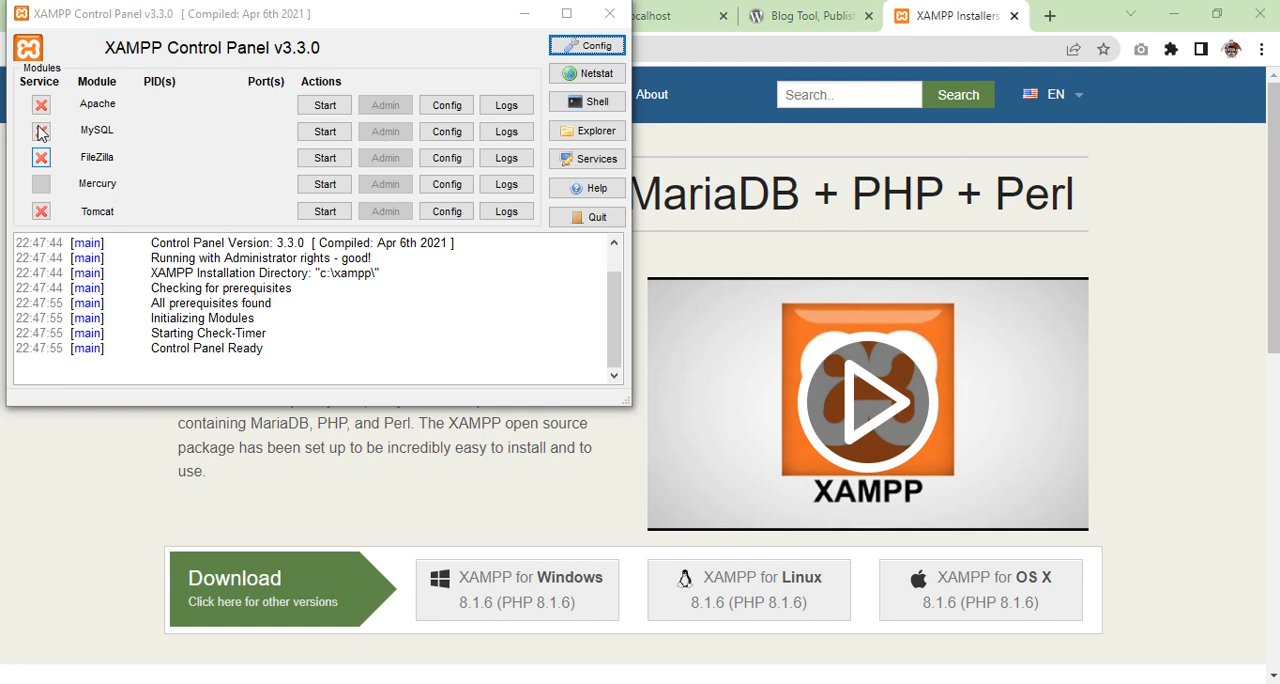 XAMPP Control Panel v3.3.0 [ Compiled: Apr 6th 2021 ]
XAMPP Control Panel v3.3.0
Modules
Service Module PID(s) Port(s) Actions
Apache Start Admin Config Logs
MySQL Start Admin Config Logs
FileZilla Start Admin Config Logs
Mercury Start Admin Config Logs
Tomcat Start Admin Config Logs
Config
Netstat
Shell
Explorer
Services
Help
Quit
22:47:44 [main] Control Panel Version: 3.3.0 [ Compiled: Apr 6th 2021 ]
22:47:44 [main] Running with Administrator rights - good!
22:47:44 [main] XAMPP Installation Directory: "c:\xampp\"
22:47:44 [main] Checking for prerequisites
22:47:55 [main] All prerequisites found
22:47:55 [main] Initializing Modules
22:47:55 [main] Starting Check-Timer
22:47:55 [main] Control Panel Ready
ocalhost
Blog Tool, Publis
XAMPP Installers
About
Search..
Search
EN
MariaDB + PHP + Perl
containing MariaDB, PHP, and Perl. The XAMPP open source
package has been set up to be incredibly easy to install and to
use.
XAMPP
Download
Click here for other versions
XAMPP for Windows
8.1.6 (PHP 8.1.6)
XAMPP for Linux
8.1.6 (PHP 8.1.6)
XAMPP for OS X
8.1.6 (PHP 8.1.6)